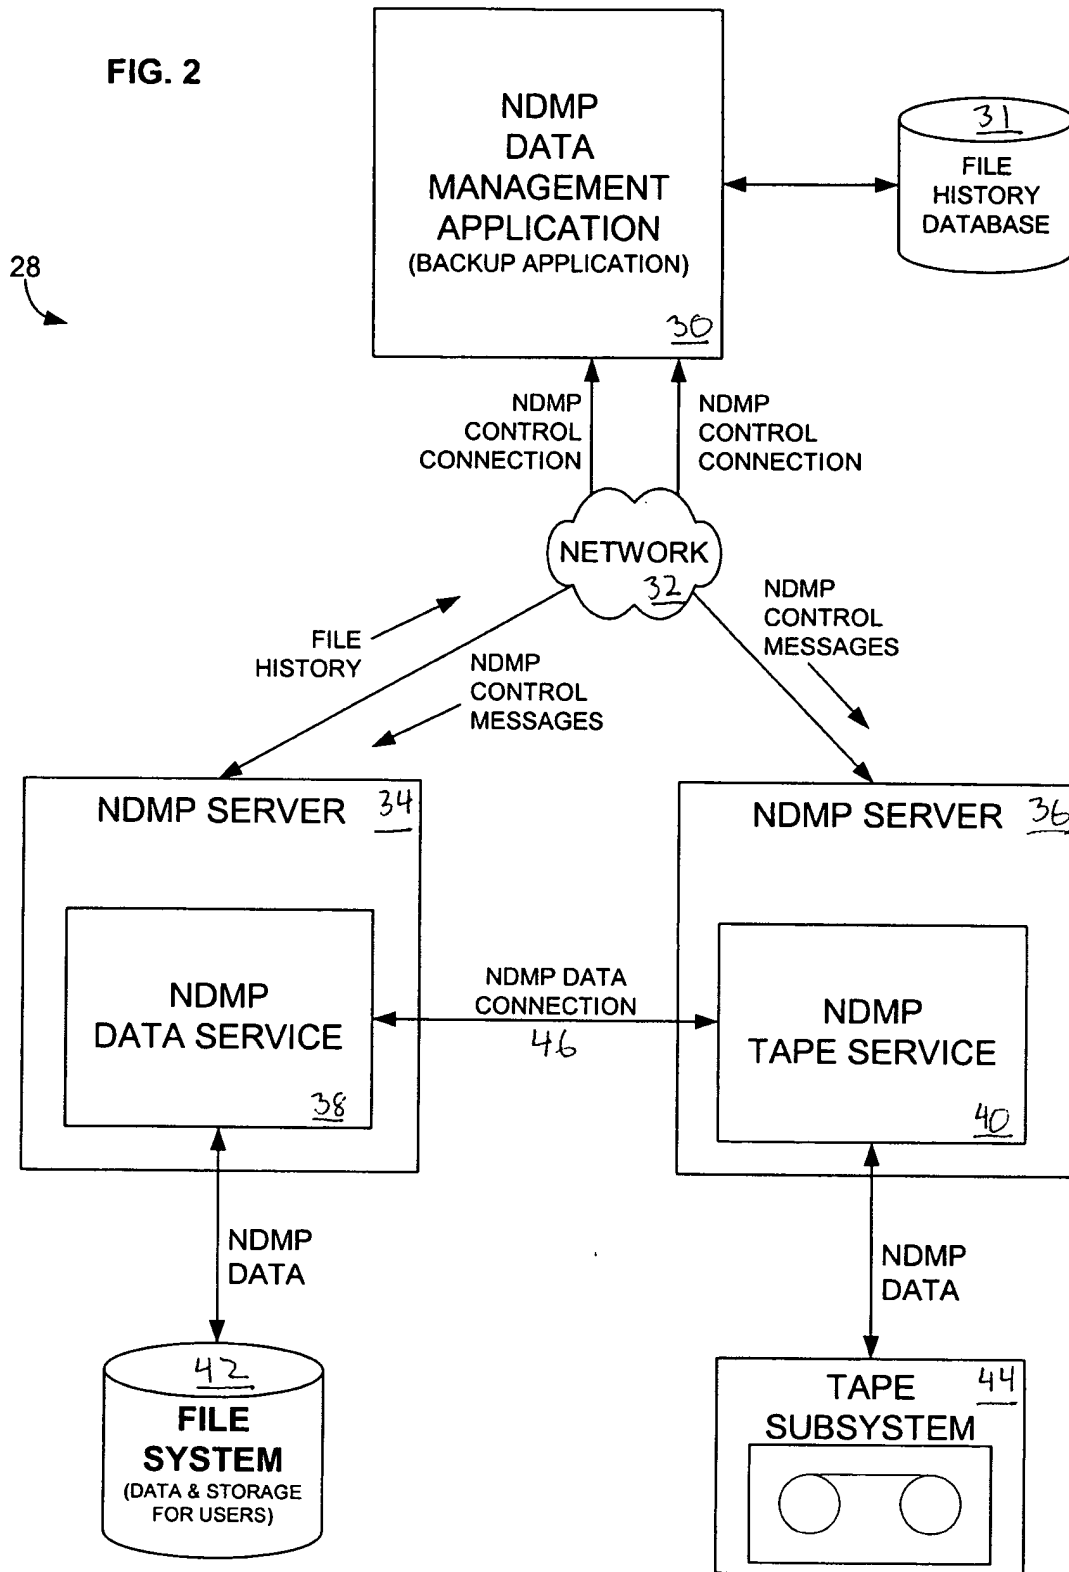 FIG. 2
NDMP
DATA
MANAGEMENT
APPLICATION
(BACKUP APPLICATION)
30
31
FILE
HISTORY
DATABASE
28
NDMP
CONTROL
CONNECTION
NDMP
CONTROL
CONNECTION
NETWORK
32
FILE
HISTORY
NDMP
CONTROL
MESSAGES
NDMP
CONTROL
MESSAGES
NDMP SERVER
34
NDMP
DATA SERVICE
38
NDMP DATA
CONNECTION
46
NDMP SERVER
36
NDMP
TAPE SERVICE
40
NDMP
DATA
NDMP
DATA
42
FILE
SYSTEM
(DATA & STORAGE
FOR USERS)
TAPE
SUBSYSTEM
44